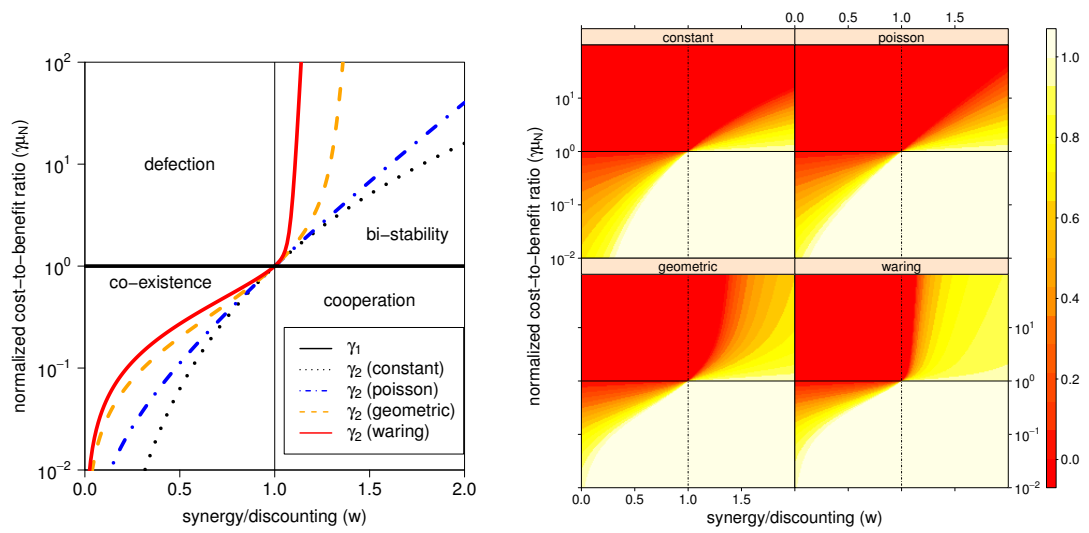 normalized cost-to-benefit ratio (γμN)
10^2
10^1
10^0
10^−1
10^−2
defection
bi−stability
co−existence
cooperation
γ1
γ2 (constant)
γ2 (poisson)
γ2 (geometric)
γ2 (waring)
0.0 0.5 1.0 1.5 2.0
synergy/discounting (w)
0.0 0.5 1.0 1.5
constant poisson
normalized cost-to-benefit ratio (γμN)
10^1
10^0
10^−1
10^−2
geometric waring
10^1
10^0
10^−1
10^−2
0.0 0.5 1.0 1.5
synergy/discounting (w)
1.0
0.8
0.6
0.4
0.2
0.0